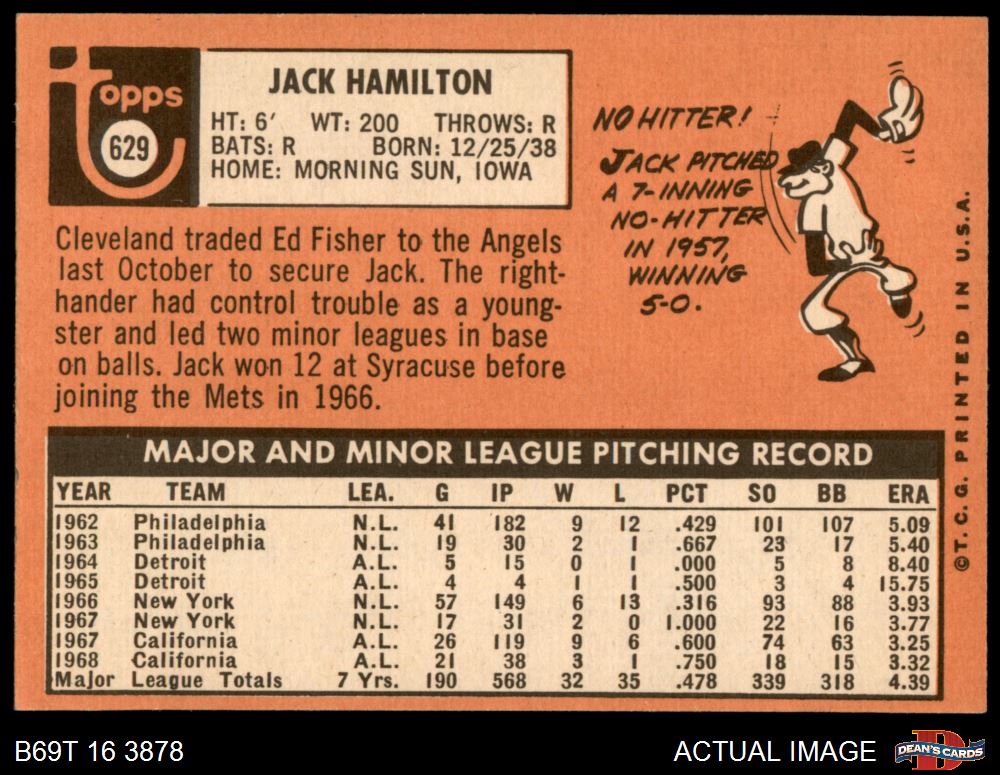 topps
629
JACK HAMILTON
HT: 6' WT: 200 THROWS: R
BATS: R BORN: 12/25/38
HOME: MORNING SUN, IOWA
Cleveland traded Ed Fisher to the Angels
last October to secure Jack. The right-
hander had control trouble as a young-
ster and led two minor leagues in base
on balls. Jack won 12 at Syracuse before
joining the Mets in 1966.
NO HITTER!
JACK PITCHED
A 7-INNING
NO-HITTER
IN 1957,
WINNING
5-0.
©T. C. G. PRINTED IN U.S.A.
MAJOR AND MINOR LEAGUE PITCHING RECORD
YEAR TEAM LEA. G IP W L PCT SO BB ERA
1962 Philadelphia N.L. 41 182 9 12 .429 101 107 5.09
1963 Philadelphia N.L. 19 30 2 1 .667 23 17 5.40
1964 Detroit A.L. 5 15 0 1 .000 5 8 8.40
1965 Detroit A.L. 4 4 1 1 .500 3 4 15.75
1966 New York N.L. 57 149 6 13 .316 93 88 3.93
1967 New York N.L. 17 31 2 0 1.000 22 16 3.77
1967 California A.L. 26 119 9 6 .600 74 63 3.25
1968 California A.L. 21 38 3 1 .750 18 15 3.32
Major League Totals 7 Yrs. 190 568 32 35 .478 339 318 4.39
B69T 16 3878
ACTUAL IMAGE
DEAN'S CARDS